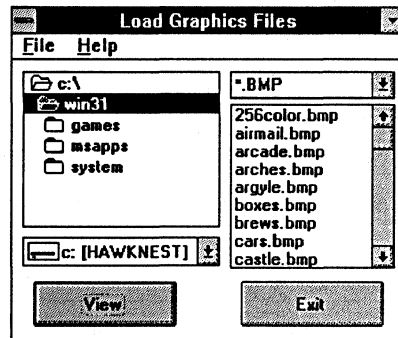 Load Graphics Files
File Help
c:\
win31
games
msapps
system
c: [HAWKNEST]
*.BMP
256color.bmp
airmail.bmp
arcade.bmp
arches.bmp
argyle.bmp
boxes.bmp
brews.bmp
cars.bmp
castle.bmp
View
Exit